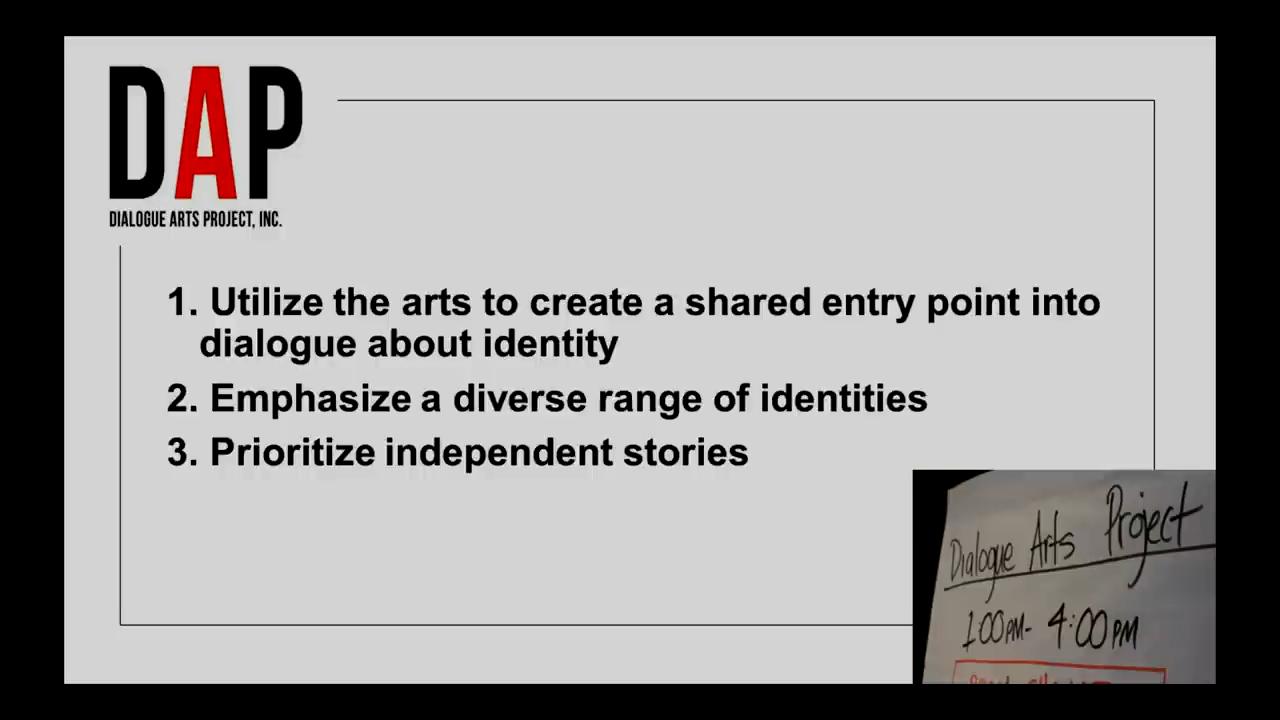 DAP
DIALOGUE ARTS PROJECT, INC.
1. Utilize the arts to create a shared entry point into
dialogue about identity
2. Emphasize a diverse range of identities
3. Prioritize independent stories
Dialogue Arts Project
1:00PM- 4:00PM